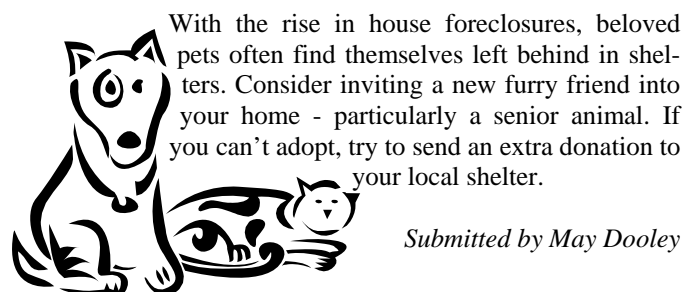 With the rise in house foreclosures, beloved
pets often find themselves left behind in shel-
ters. Consider inviting a new furry friend into
your home - particularly a senior animal. If
you can’t adopt, try to send an extra donation to
your local shelter.
Submitted by May Dooley